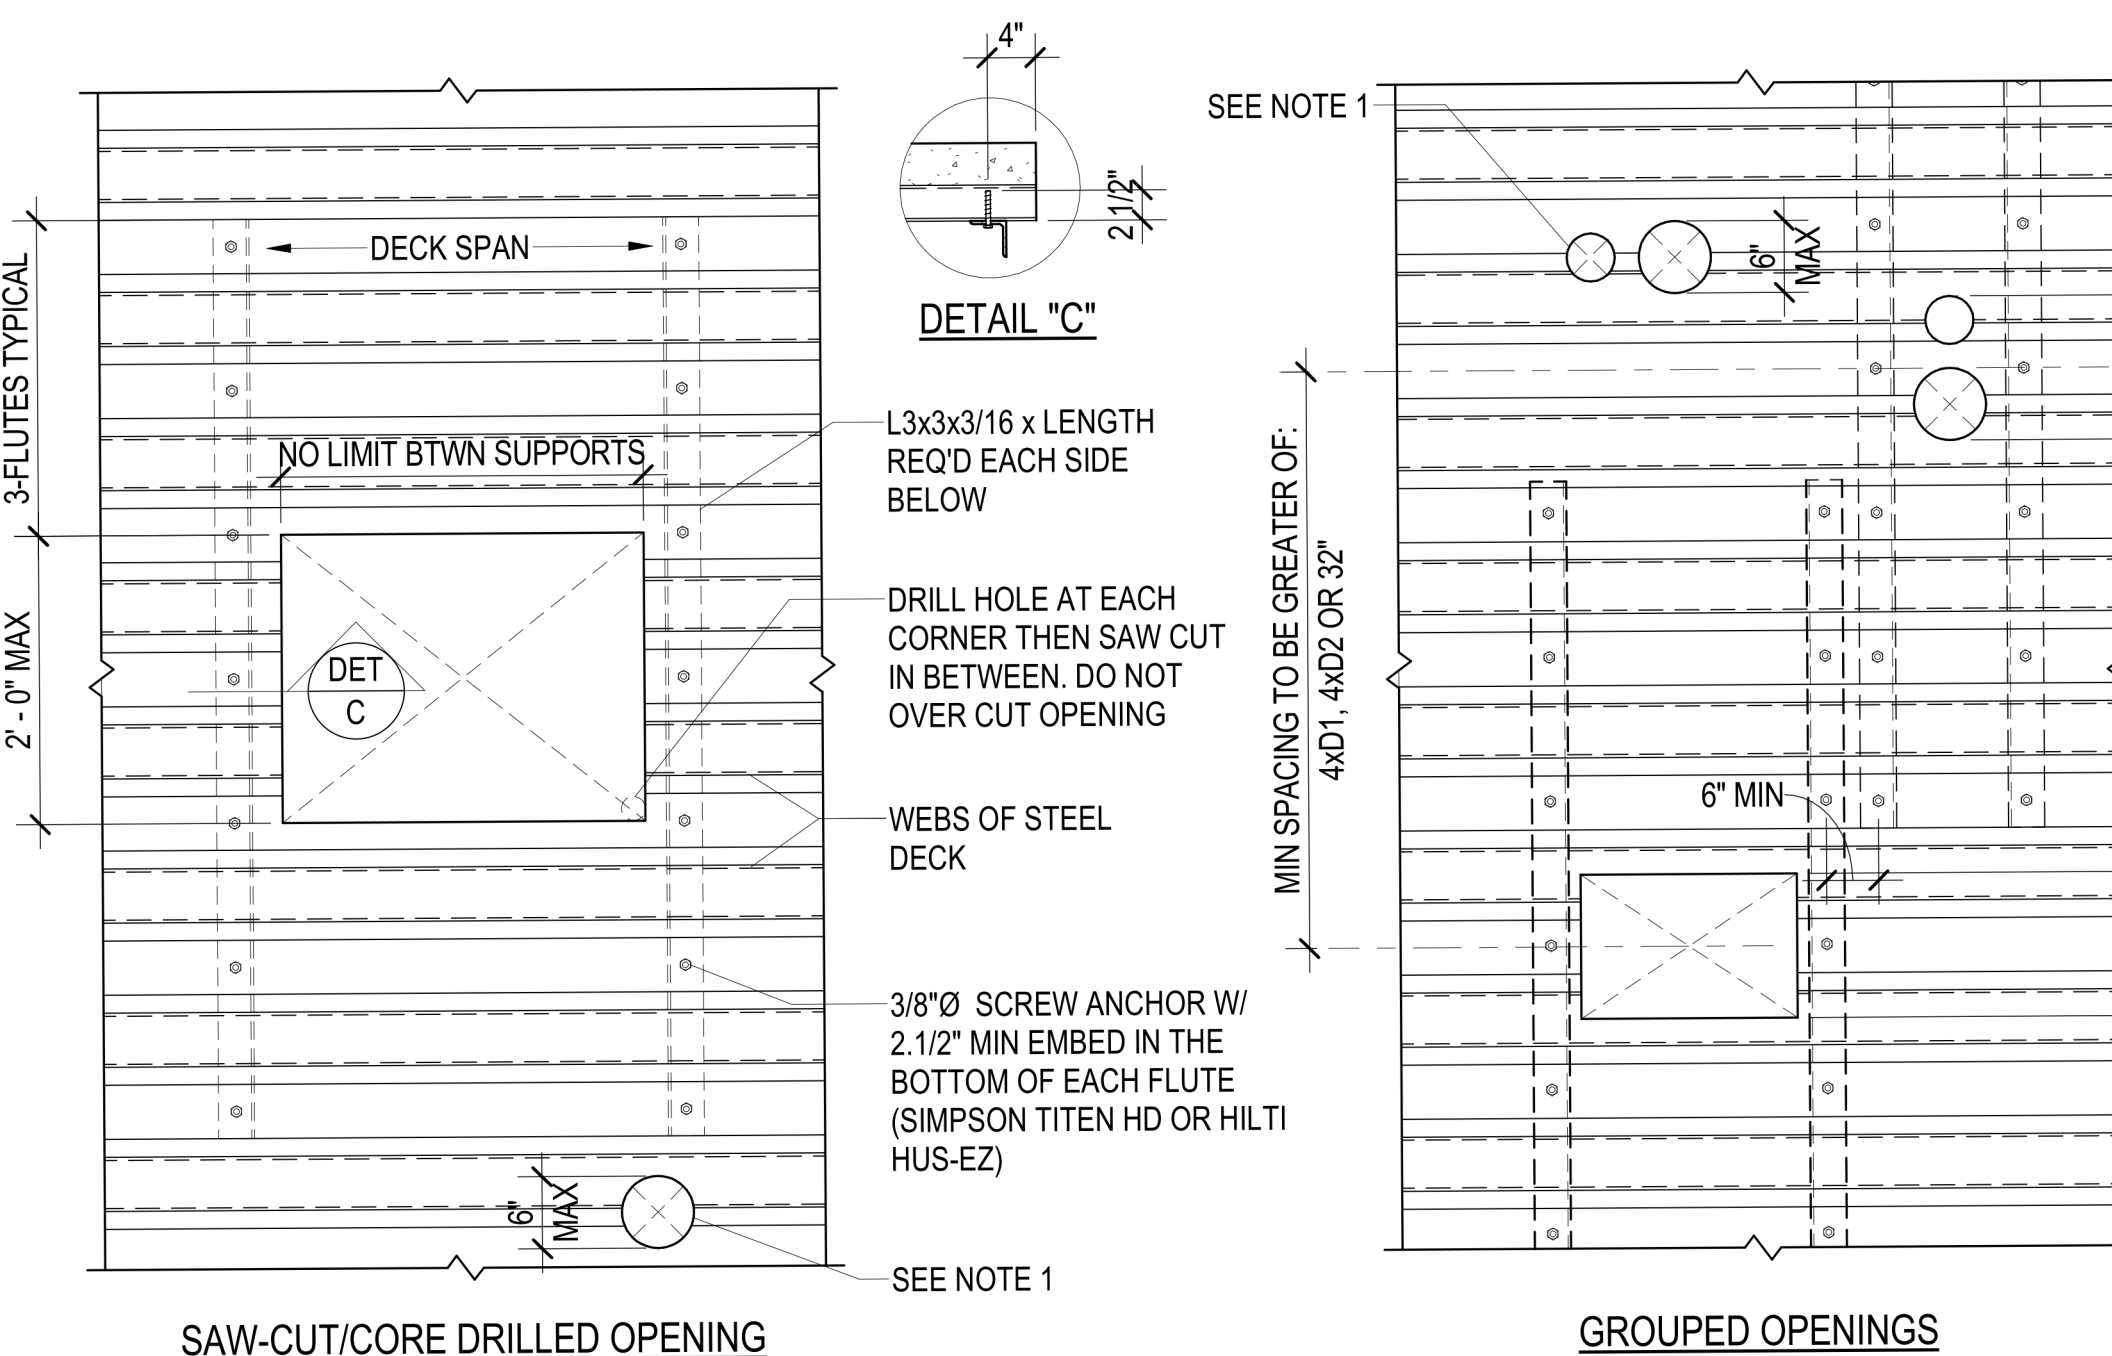 4"
2 1/2"
DETAIL "C"
3-FLUTES TYPICAL
2' - 0" MAX
DECK SPAN
NO LIMIT BTWN SUPPORTS
DET
C
6"
MAX
L3x3x3/16 x LENGTH
REQ'D EACH SIDE
BELOW
DRILL HOLE AT EACH
CORNER THEN SAW CUT
IN BETWEEN. DO NOT
OVER CUT OPENING
WEBS OF STEEL
DECK
3/8"Ø SCREW ANCHOR W/
2.1/2" MIN EMBED IN THE
BOTTOM OF EACH FLUTE
(SIMPSON TITEN HD OR HILTI
HUS-EZ)
SEE NOTE 1
SAW-CUT/CORE DRILLED OPENING
SEE NOTE 1
6"
MAX
MIN SPACING TO BE GREATER OF:
4xD1, 4xD2 OR 32"
6" MIN
GROUPED OPENINGS